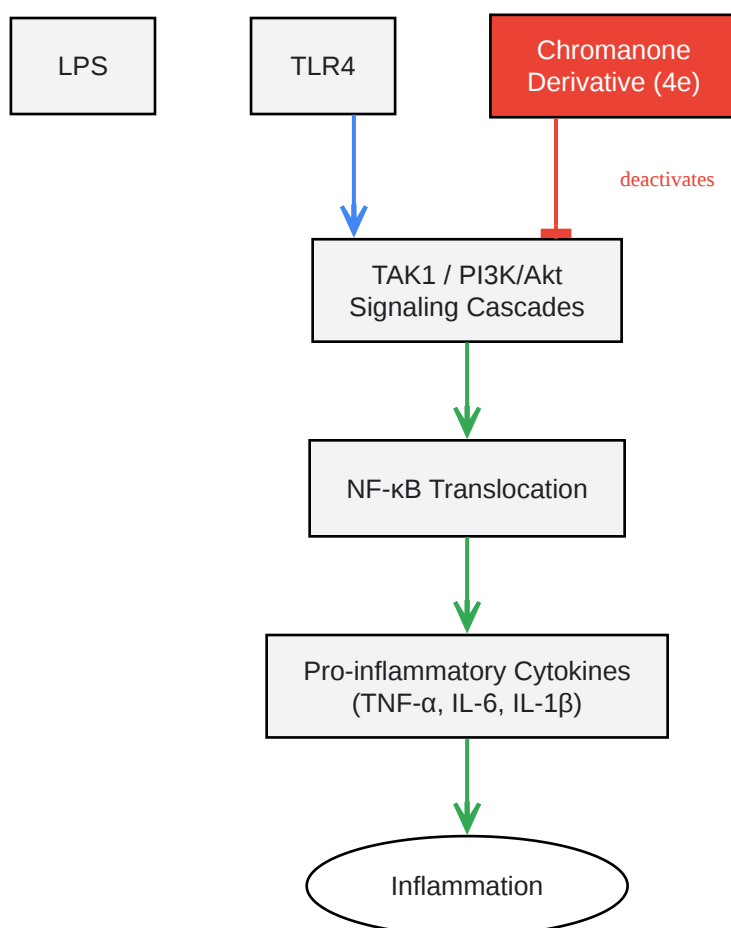 LPS
TLR4
Chromanone
Derivative (4e)
deactivates
TAK1 / PI3K/Akt
Signaling Cascades
NF-κB Translocation
Pro-inflammatory Cytokines
(TNF-α, IL-6, IL-1β)
Inflammation